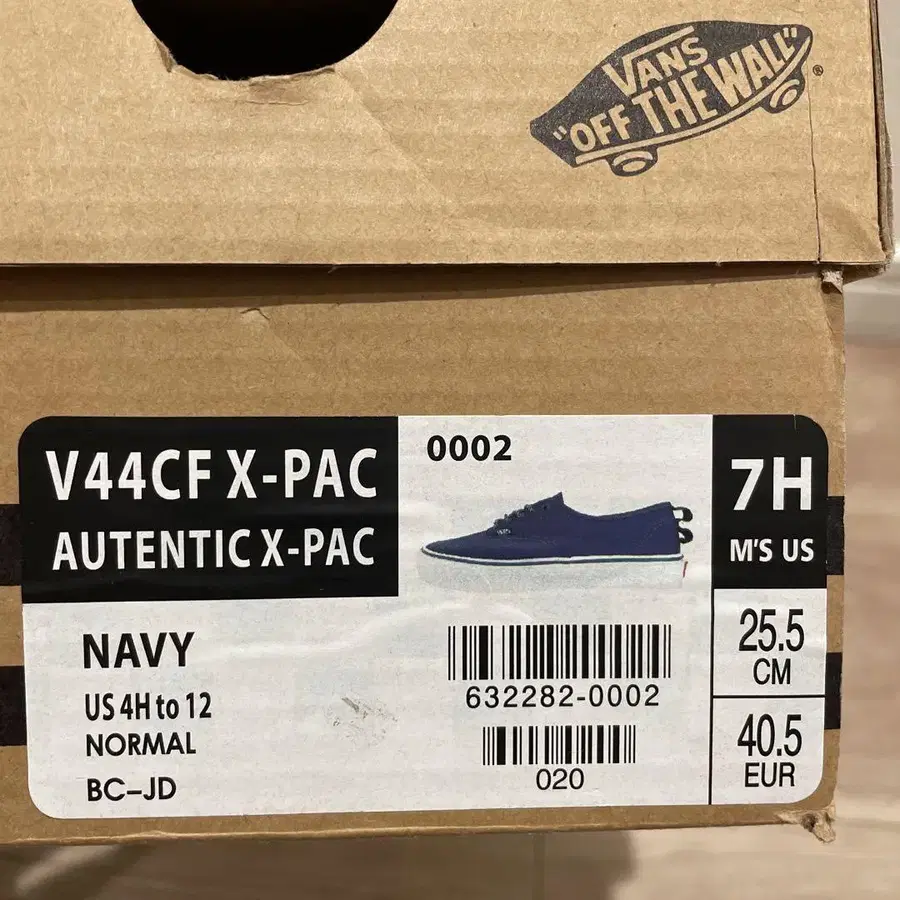 VANS
"OFF THE WALL"
®
V44CF X-PAC
AUTENTIC X-PAC
0002
7H
M'S US
NAVY
US 4H to 12
NORMAL
BC-JD
632282-0002
020
25.5
CM
40.5
EUR